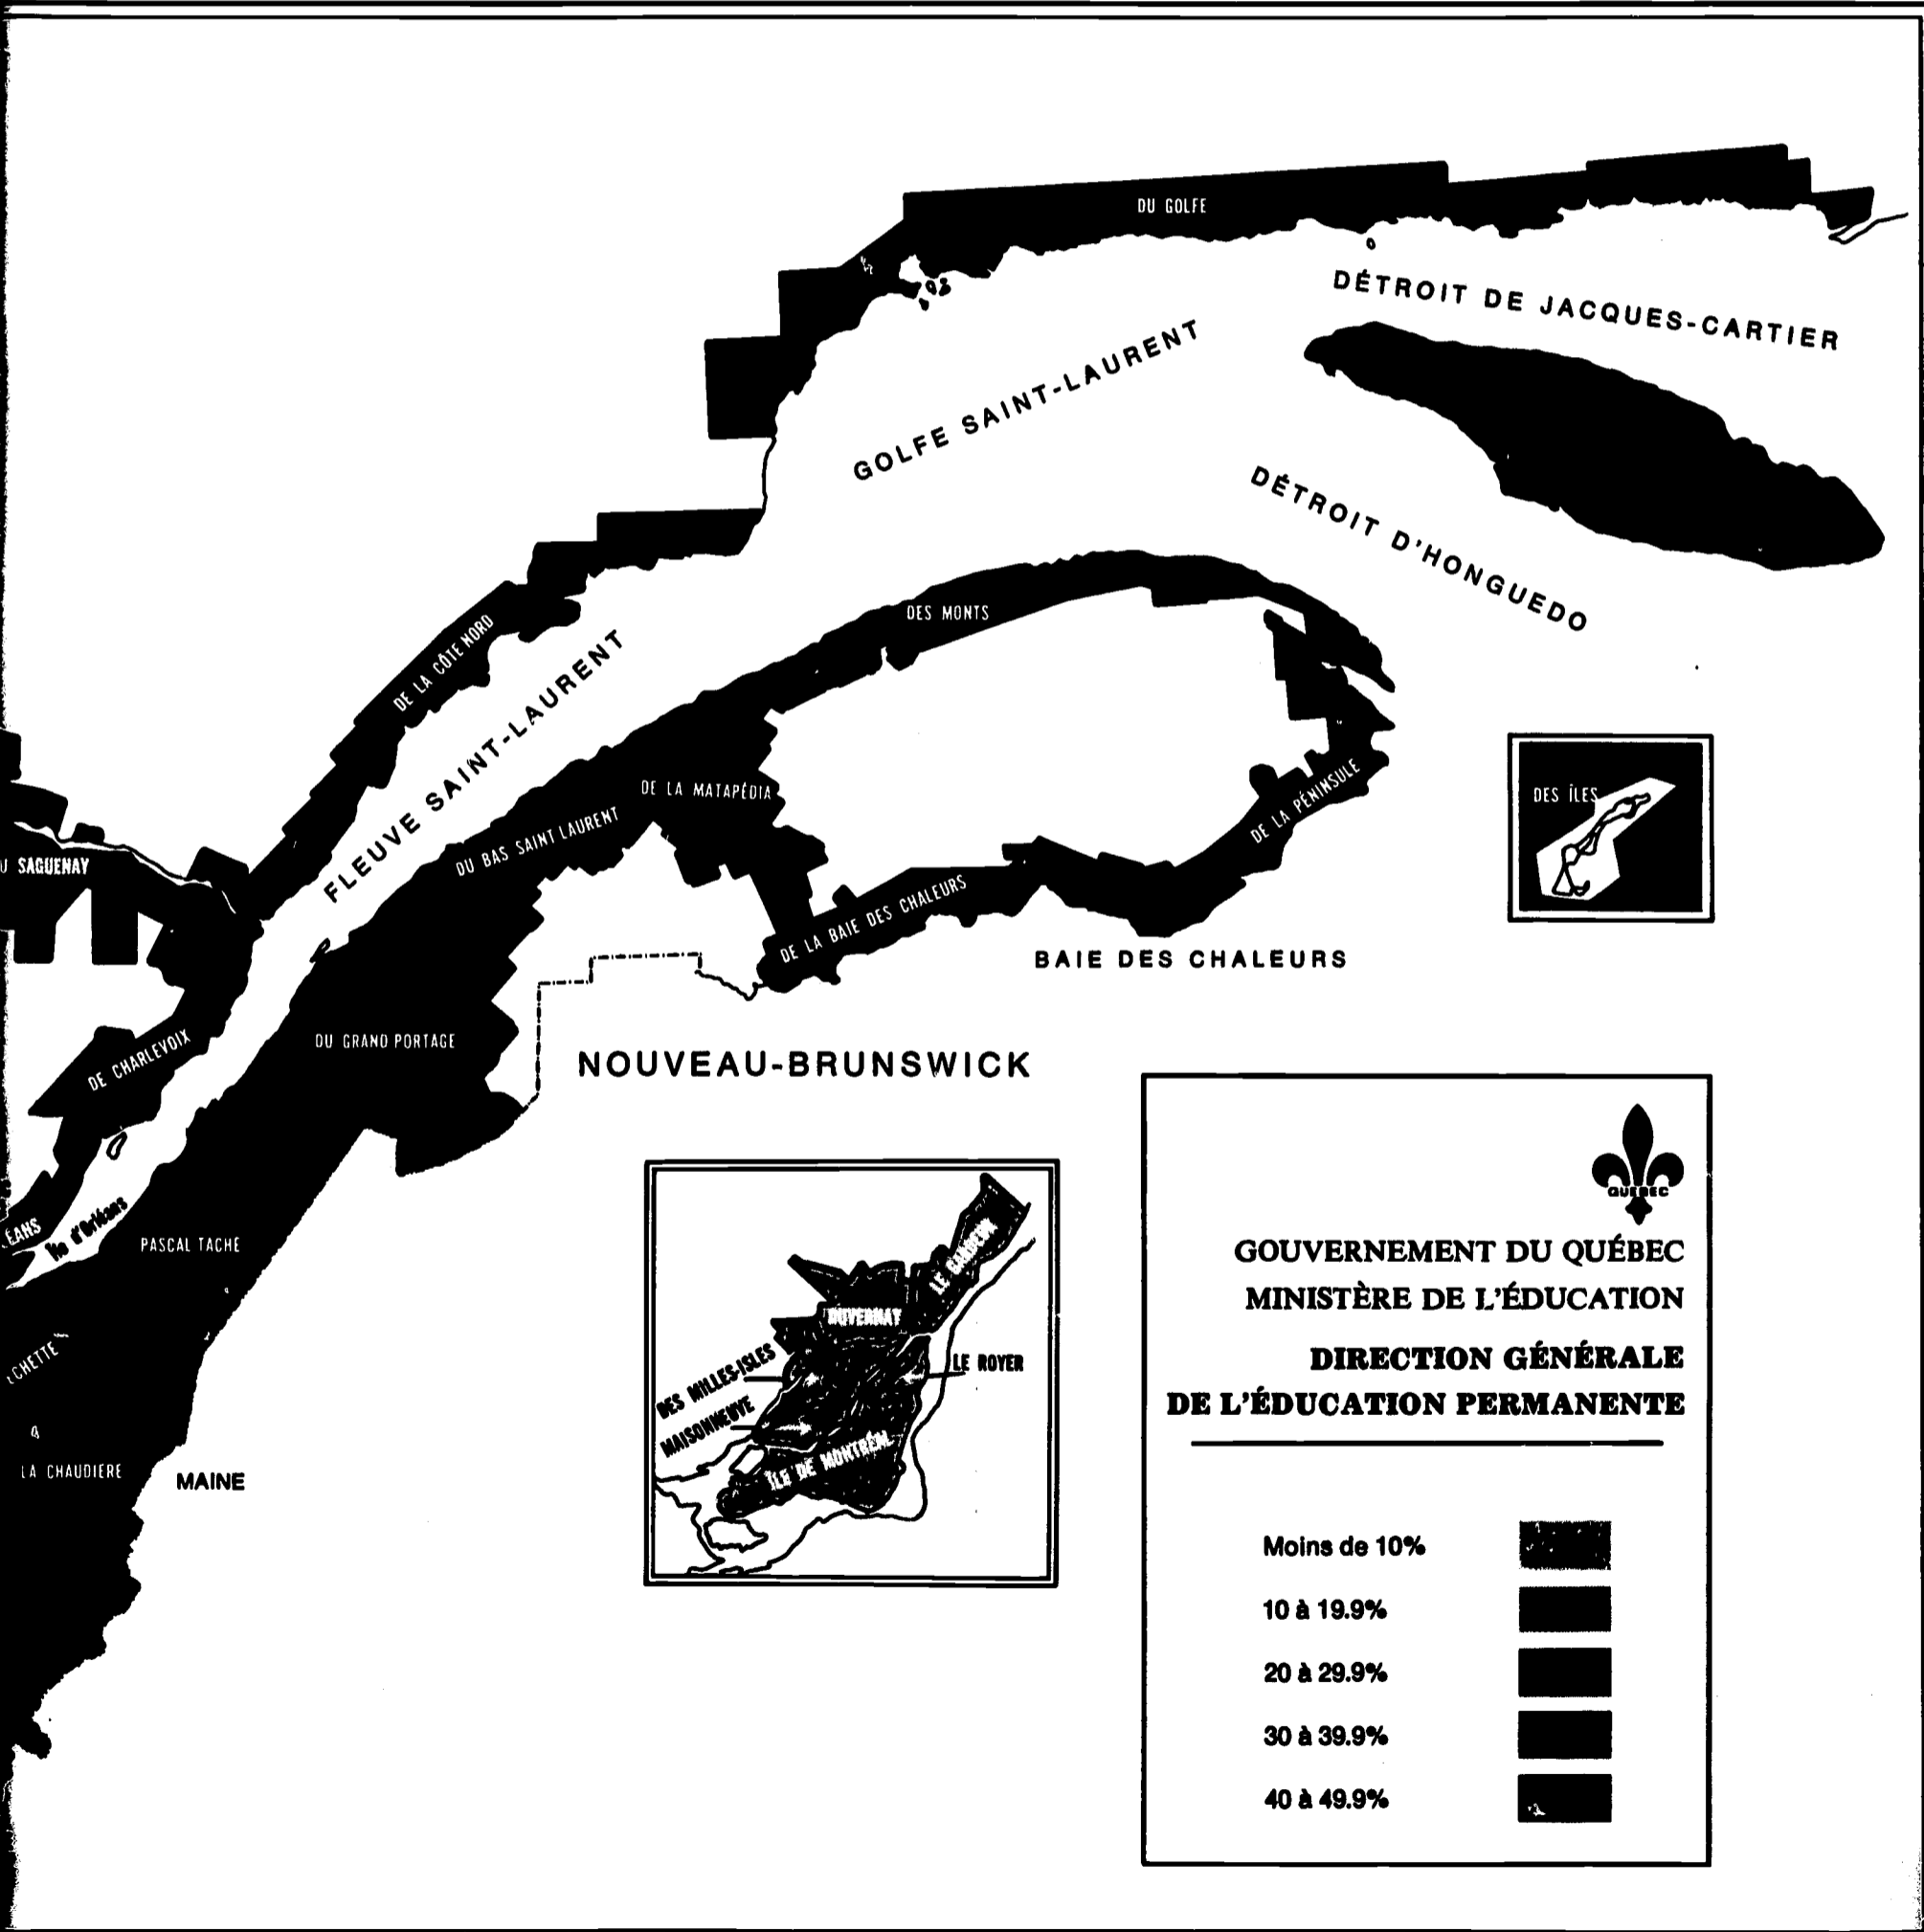 DU GOLFE
DÉTROIT DE JACQUES-CARTIER
GOLFE SAINT-LAURENT
DÉTROIT D'HONGUEDO
DES MONTS
DE LA CÔTE NORD
FLEUVE SAINT-LAURENT
DE LA MATAPÉDIA
DU BAS SAINT LAURENT
DE LA PÉNINSULE
DES ÎLES
SAGUENAY
DE LA BAIE DES CHALEURS
BAIE DES CHALEURS
DU GRAND PORTAGE
DE CHARLEVOIX
NOUVEAU-BRUNSWICK
ÉANS
Île d'Orléans
PASCAL TACHE
CHETTE
LA CHAUDIERE
MAINE
LE GARDEUR
DUVERNAY
DES MILLES-ISLES
LE ROYER
MAISONNEUVE
ÎLE DE MONTRÉAL
QUÉBEC
GOUVERNEMENT DU QUÉBEC
MINISTÈRE DE L'ÉDUCATION
DIRECTION GÉNÉRALE
DE L'ÉDUCATION PERMANENTE
Moins de 10%
10 à 19.9%
20 à 29.9%
30 à 39.9%
40 à 49.9%